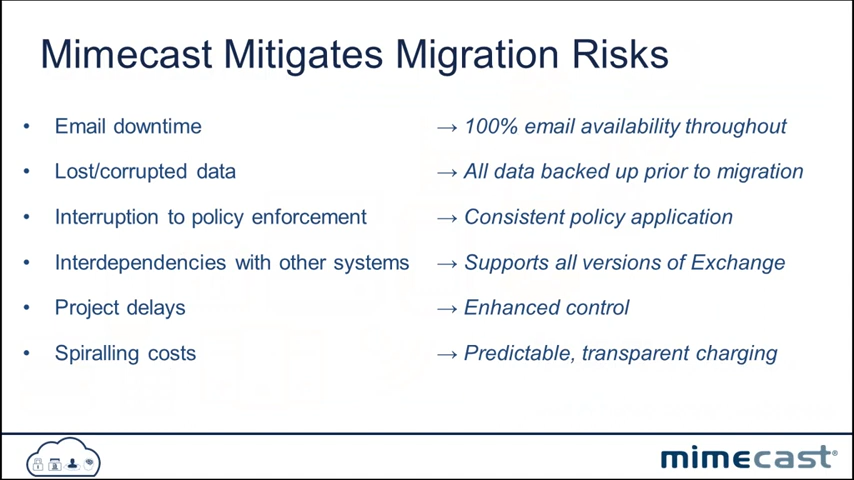 Mimecast Mitigates Migration Risks
• Email downtime → 100% email availability throughout
• Lost/corrupted data → All data backed up prior to migration
• Interruption to policy enforcement → Consistent policy application
• Interdependencies with other systems → Supports all versions of Exchange
• Project delays → Enhanced control
• Spiralling costs → Predictable, transparent charging
mimecast®